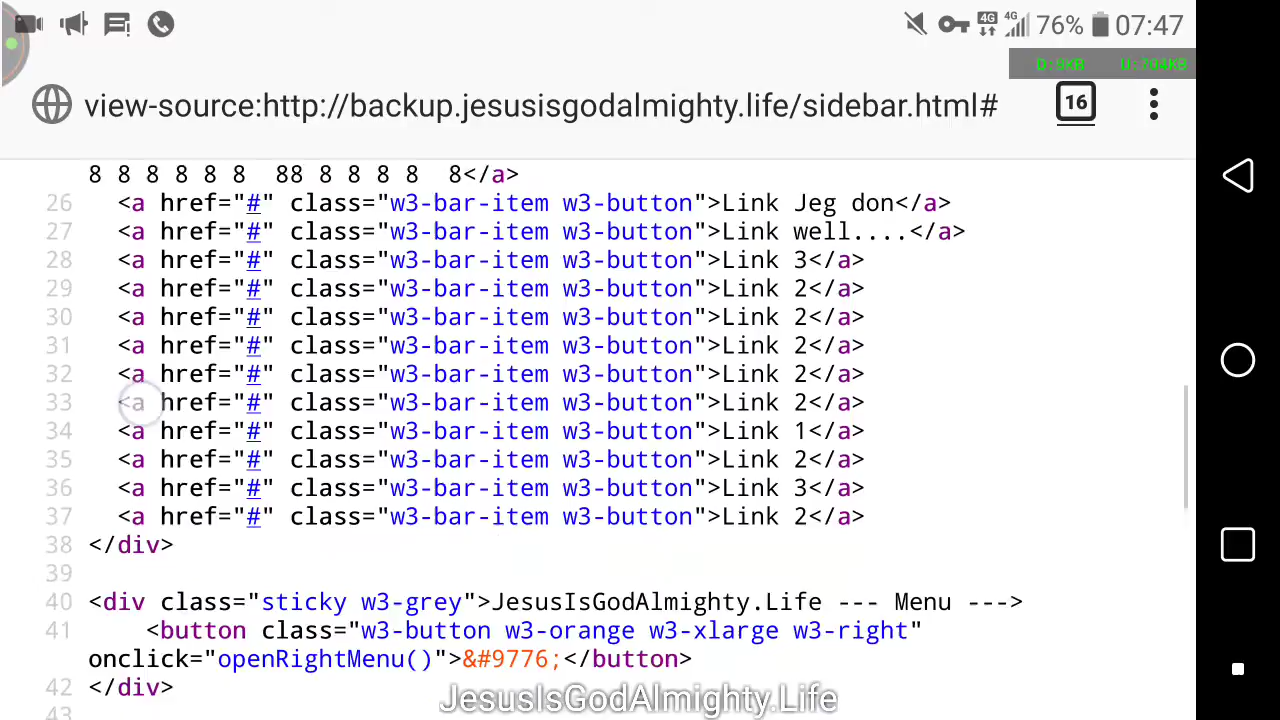 76% 07:47
view-source:http://backup.jesusisgodalmighty.life/sidebar.html# 16
8 8 8 8 8 8  88 8 8 8 8  8</a>
26 <a href="#" class="w3-bar-item w3-button">Link Jeg don</a>
27 <a href="#" class="w3-bar-item w3-button">Link well....</a>
28 <a href="#" class="w3-bar-item w3-button">Link 3</a>
29 <a href="#" class="w3-bar-item w3-button">Link 2</a>
30 <a href="#" class="w3-bar-item w3-button">Link 2</a>
31 <a href="#" class="w3-bar-item w3-button">Link 2</a>
32 <a href="#" class="w3-bar-item w3-button">Link 2</a>
33 <a href="#" class="w3-bar-item w3-button">Link 2</a>
34 <a href="#" class="w3-bar-item w3-button">Link 1</a>
35 <a href="#" class="w3-bar-item w3-button">Link 2</a>
36 <a href="#" class="w3-bar-item w3-button">Link 3</a>
37 <a href="#" class="w3-bar-item w3-button">Link 2</a>
38 </div>
39
40 <div class="sticky w3-grey">JesusIsGodAlmighty.Life --- Menu --->
41 <button class="w3-button w3-orange w3-xlarge w3-right"
onclick="openRightMenu()">&#9776;</button>
42 </div>
43
JesusIsGodAlmighty.Life